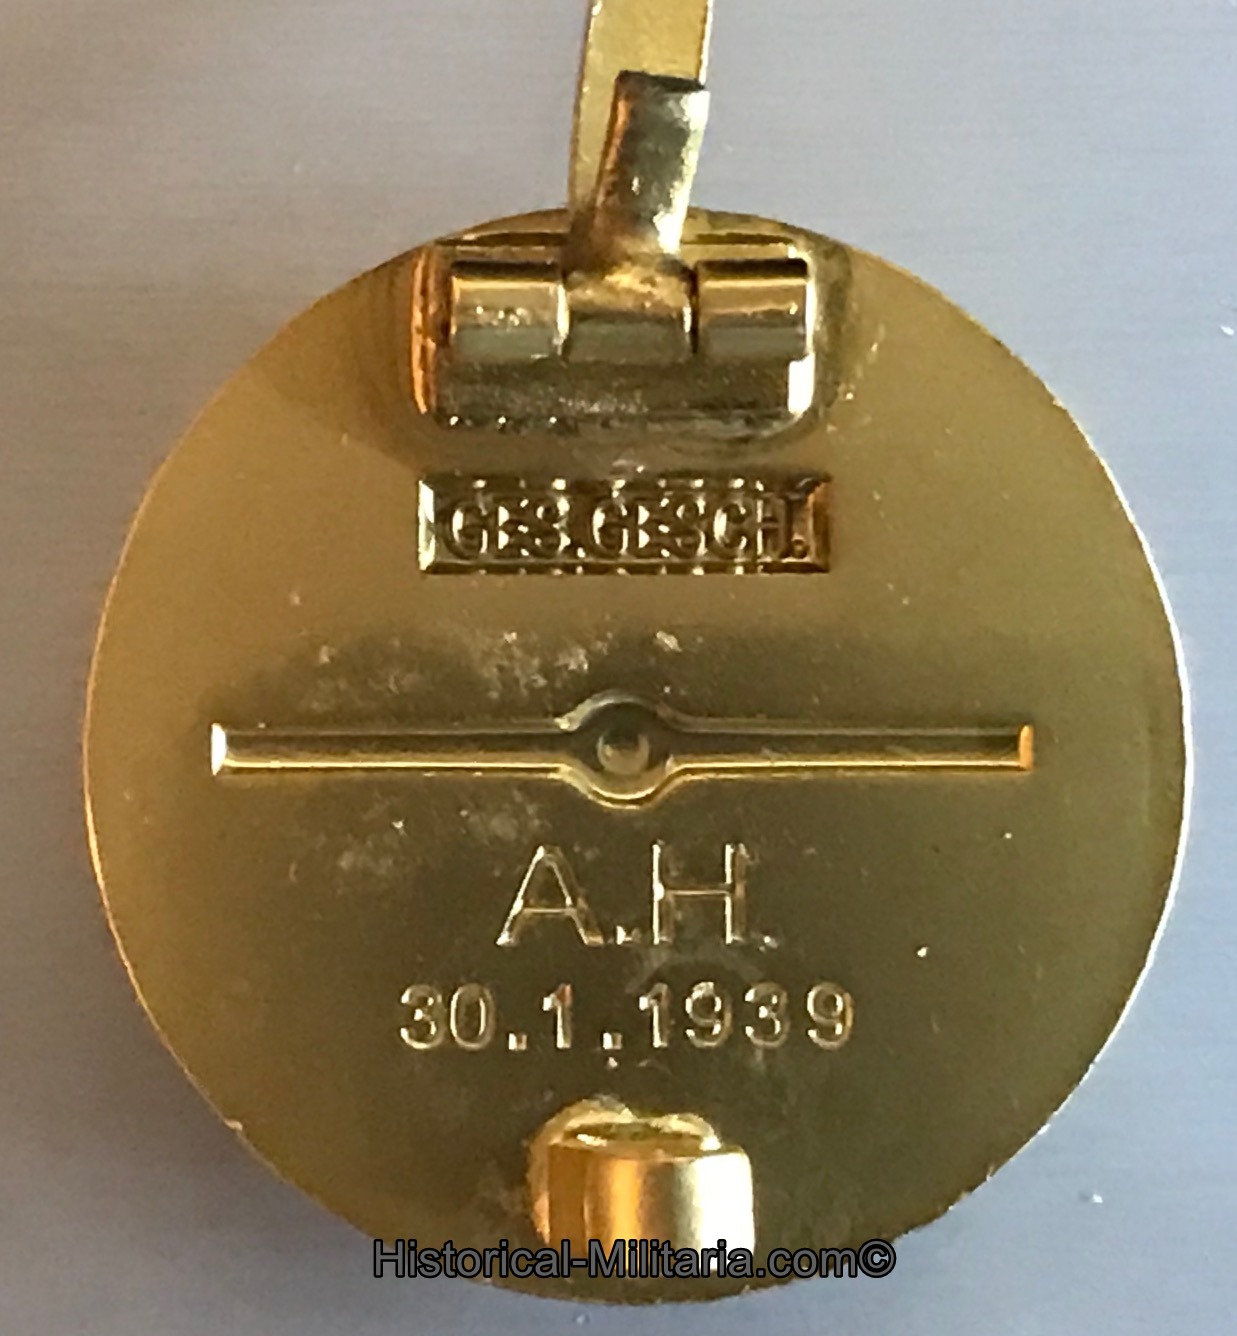 GES.GESCH.
A.H.
30.1.1939
Historical-Militaria.com©